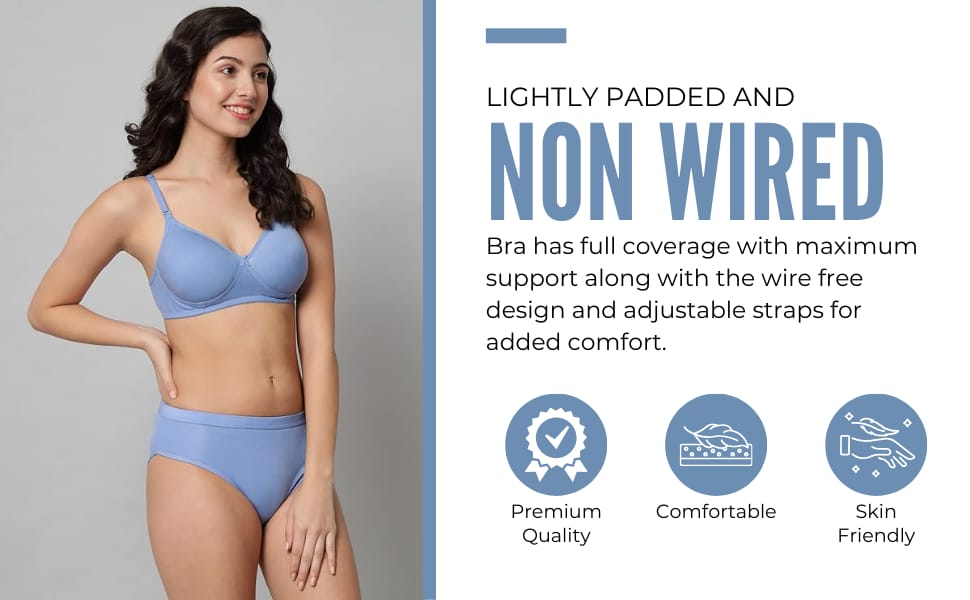 LIGHTLY PADDED AND
NON WIRED
Bra has full coverage with maximum
support along with the wire free
design and adjustable straps for
added comfort.
Premium
Quality
Comfortable
Skin
Friendly